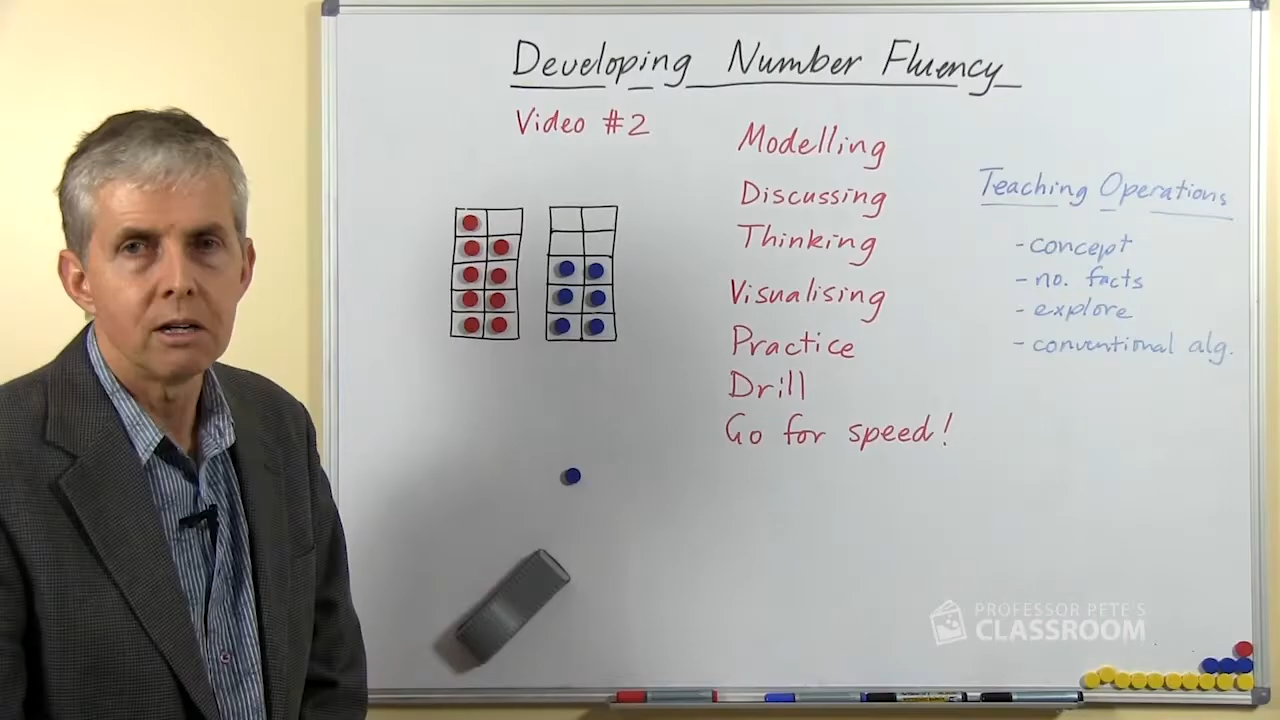 Developing Number Fluency
Video #2
Modelling
Discussing
Thinking
Visualising
Practice
Drill
Go for speed!
Teaching Operations
- concept
- no. facts
- explore
- conventional alg.
PROFESSOR PETE'S
CLASSROOM